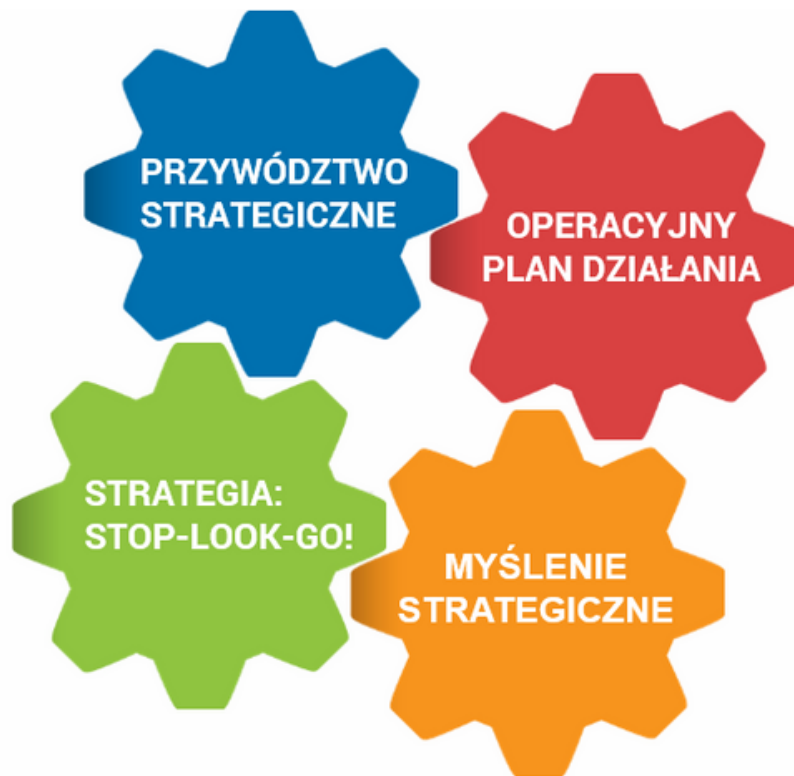 PRZYWÓDZTWO
STRATEGICZNE
OPERACYJNY
PLAN DZIAŁANIA
STRATEGIA:
STOP-LOOK-GO!
MYŚLENIE
STRATEGICZNE